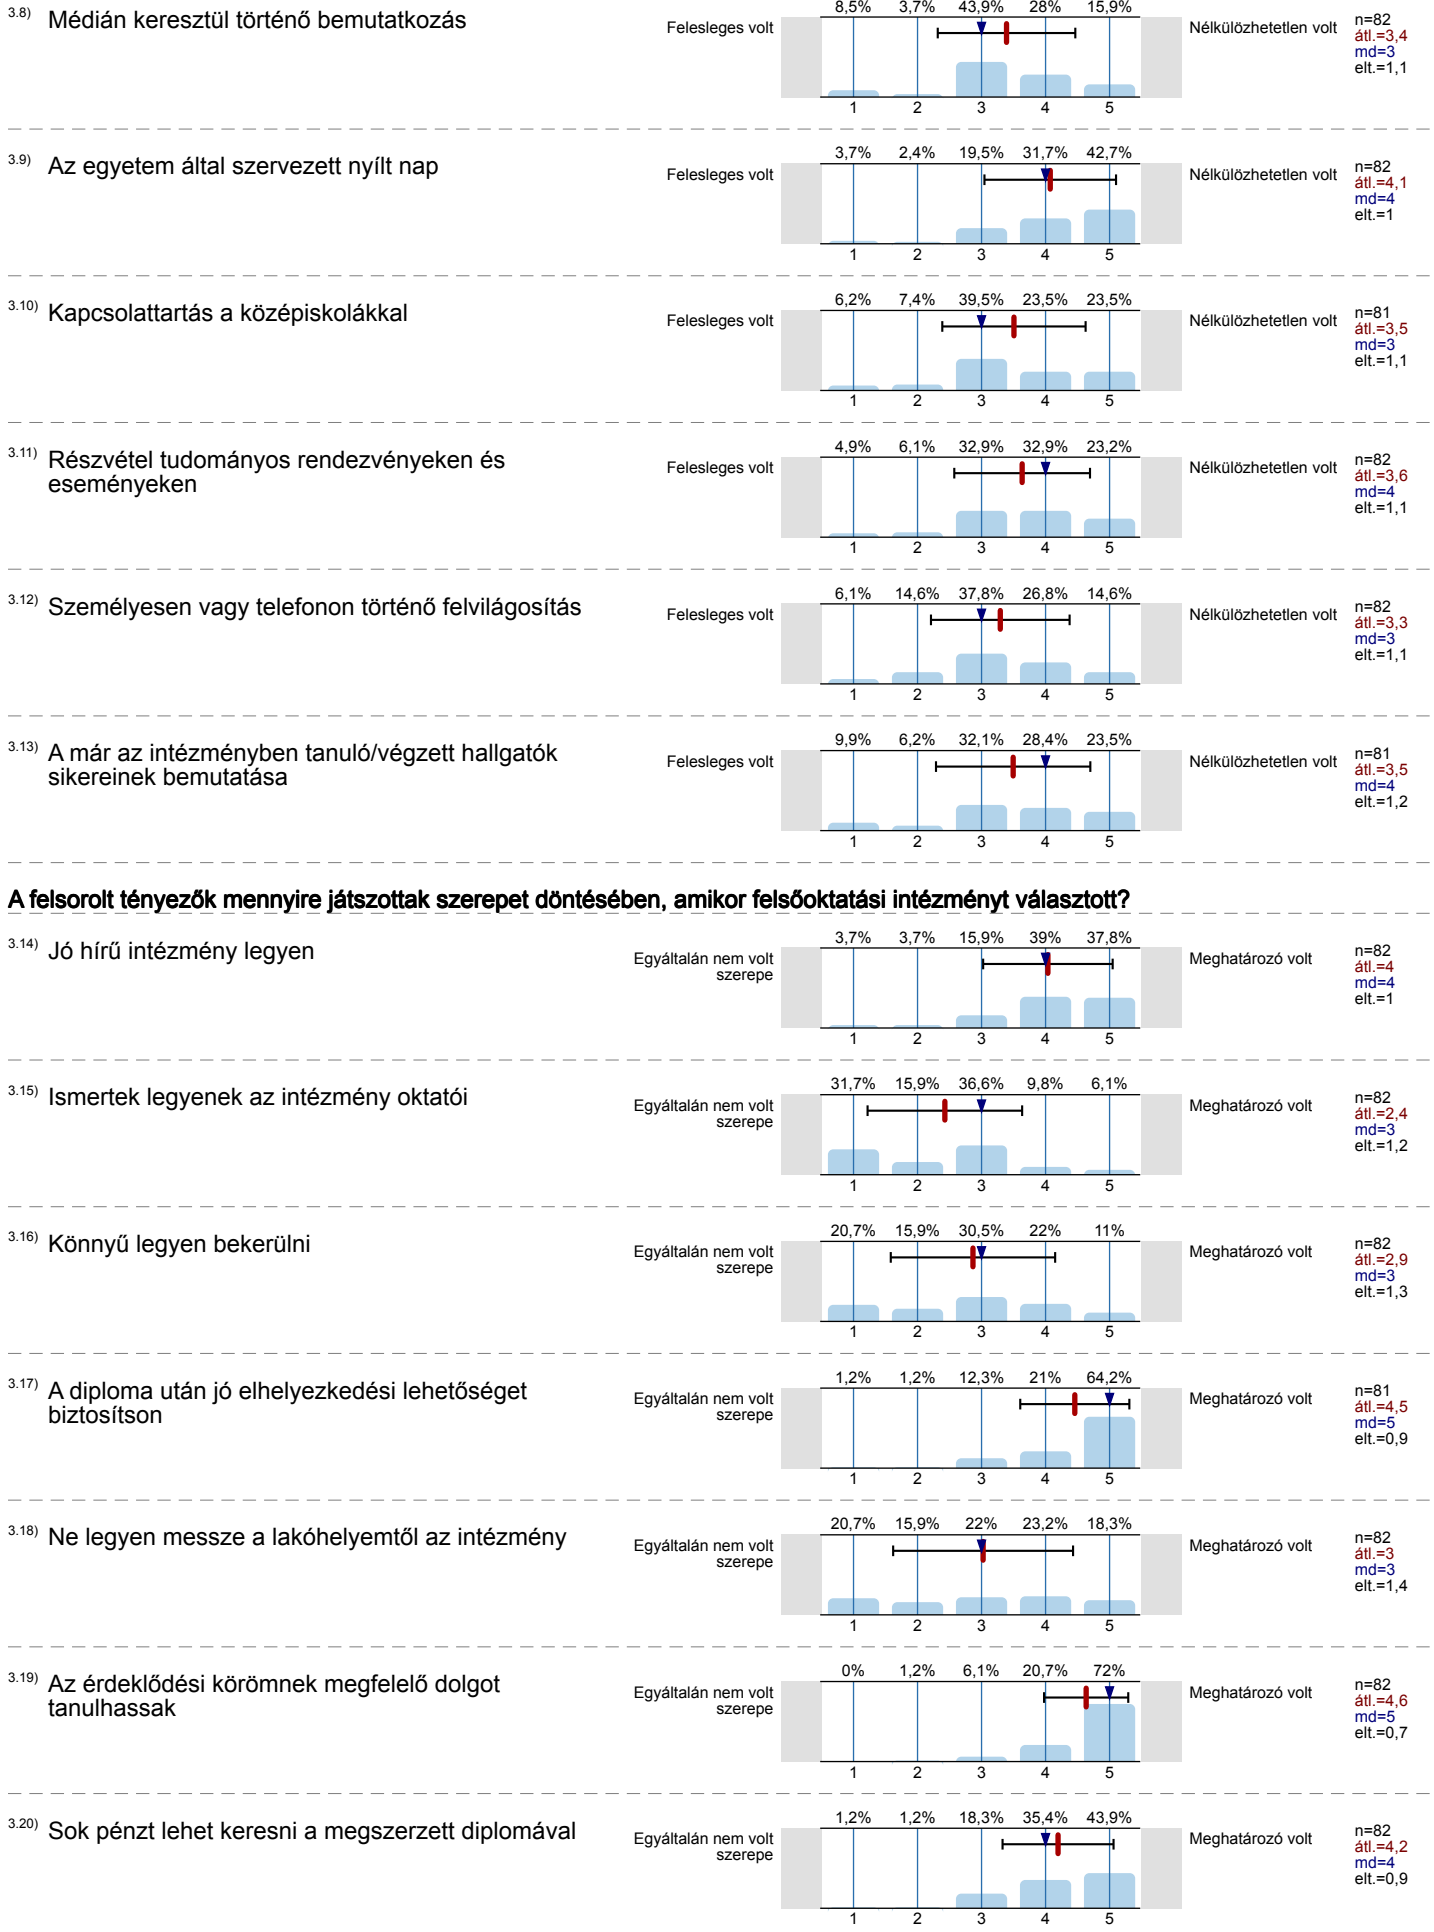 3.8) Médián keresztül történő bemutatkozás
Felesleges volt
8,5% 3,7% 43,9% 28% 15,9%
1 2 3 4 5
Nélkülözhetetlen volt
n=82
átl.=3,4
md=3
elt.=1,1
3.9) Az egyetem által szervezett nyílt nap
Felesleges volt
3,7% 2,4% 19,5% 31,7% 42,7%
1 2 3 4 5
Nélkülözhetetlen volt
n=82
átl.=4,1
md=4
elt.=1
3.10) Kapcsolattartás a középiskolákkal
Felesleges volt
6,2% 7,4% 39,5% 23,5% 23,5%
1 2 3 4 5
Nélkülözhetetlen volt
n=81
átl.=3,5
md=3
elt.=1,1
3.11) Részvétel tudományos rendezvényeken és
eseményeken
Felesleges volt
4,9% 6,1% 32,9% 32,9% 23,2%
1 2 3 4 5
Nélkülözhetetlen volt
n=82
átl.=3,6
md=4
elt.=1,1
3.12) Személyesen vagy telefonon történő felvilágosítás
Felesleges volt
6,1% 14,6% 37,8% 26,8% 14,6%
1 2 3 4 5
Nélkülözhetetlen volt
n=82
átl.=3,3
md=3
elt.=1,1
3.13) A már az intézményben tanuló/végzett hallgatók
sikereinek bemutatása
Felesleges volt
9,9% 6,2% 32,1% 28,4% 23,5%
1 2 3 4 5
Nélkülözhetetlen volt
n=81
átl.=3,5
md=4
elt.=1,2
A felsorolt tényezők mennyire játszottak szerepet döntésében, amikor felsőoktatási intézményt választott?
3.14) Jó hírű intézmény legyen
Egyáltalán nem volt
szerepe
3,7% 3,7% 15,9% 39% 37,8%
1 2 3 4 5
Meghatározó volt
n=82
átl.=4
md=4
elt.=1
3.15) Ismertek legyenek az intézmény oktatói
Egyáltalán nem volt
szerepe
31,7% 15,9% 36,6% 9,8% 6,1%
1 2 3 4 5
Meghatározó volt
n=82
átl.=2,4
md=3
elt.=1,2
3.16) Könnyű legyen bekerülni
Egyáltalán nem volt
szerepe
20,7% 15,9% 30,5% 22% 11%
1 2 3 4 5
Meghatározó volt
n=82
átl.=2,9
md=3
elt.=1,3
3.17) A diploma után jó elhelyezkedési lehetőséget
biztosítson
Egyáltalán nem volt
szerepe
1,2% 1,2% 12,3% 21% 64,2%
1 2 3 4 5
Meghatározó volt
n=81
átl.=4,5
md=5
elt.=0,9
3.18) Ne legyen messze a lakóhelyemtől az intézmény
Egyáltalán nem volt
szerepe
20,7% 15,9% 22% 23,2% 18,3%
1 2 3 4 5
Meghatározó volt
n=82
átl.=3
md=3
elt.=1,4
3.19) Az érdeklődési körömnek megfelelő dolgot
tanulhassak
Egyáltalán nem volt
szerepe
0% 1,2% 6,1% 20,7% 72%
1 2 3 4 5
Meghatározó volt
n=82
átl.=4,6
md=5
elt.=0,7
3.20) Sok pénzt lehet keresni a megszerzett diplomával
Egyáltalán nem volt
szerepe
1,2% 1,2% 18,3% 35,4% 43,9%
1 2 3 4 5
Meghatározó volt
n=82
átl.=4,2
md=4
elt.=0,9